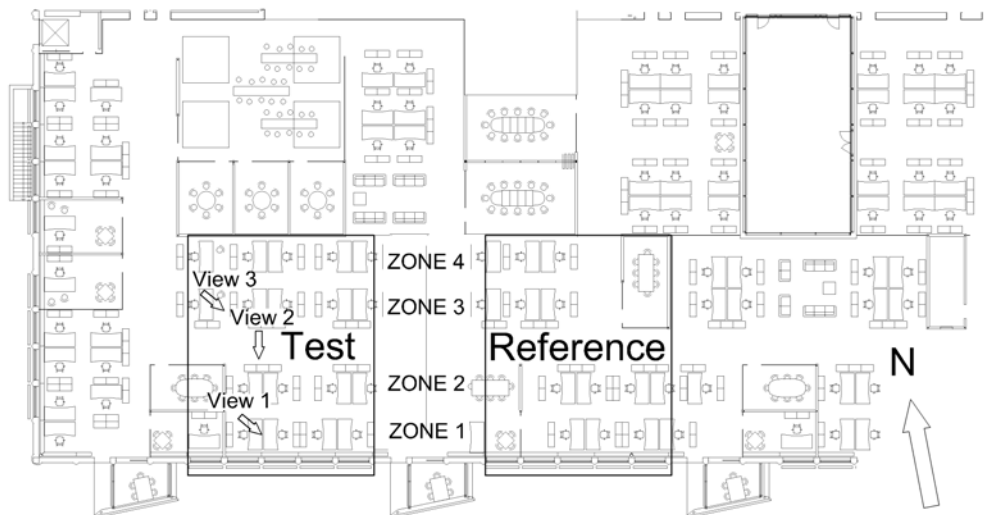 ZONE 4
View 3
ZONE 3
View 2
Test
Reference
ZONE 2
N
View 1
ZONE 1